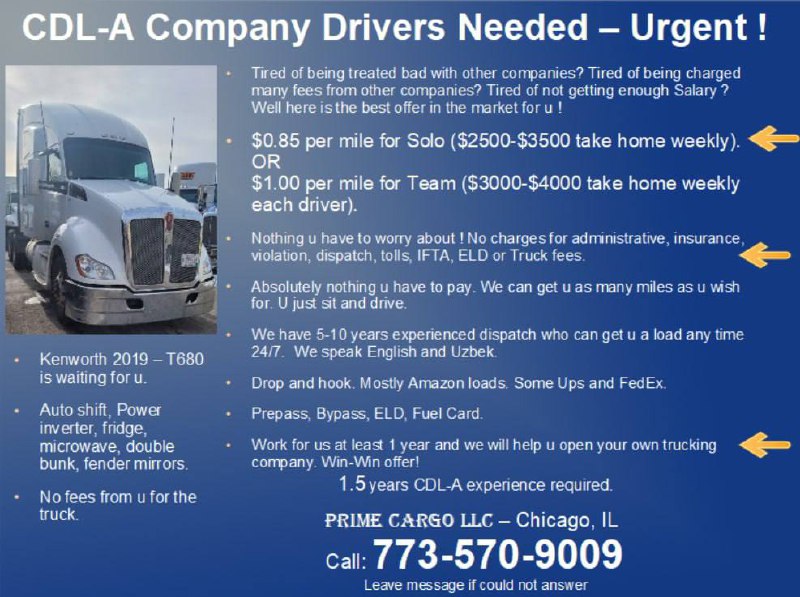 CDL-A Company Drivers Needed – Urgent !
• Tired of being treated bad with other companies? Tired of being charged
many fees from other companies? Tired of not getting enough Salary ?
Well here is the best offer in the market for u !
• $0.85 per mile for Solo ($2500-$3500 take home weekly).
OR
$1.00 per mile for Team ($3000-$4000 take home weekly
each driver).
• Nothing u have to worry about ! No charges for administrative, insurance,
violation, dispatch, tolls, IFTA, ELD or Truck fees.
• Absolutely nothing u have to pay. We can get u as many miles as u wish
for. U just sit and drive.
• We have 5-10 years experienced dispatch who can get u a load any time
24/7. We speak English and Uzbek.
• Drop and hook. Mostly Amazon loads. Some Ups and FedEx.
• Prepass, Bypass, ELD, Fuel Card.
• Work for us at least 1 year and we will help u open your own trucking
company. Win-Win offer!
1.5 years CDL-A experience required.
PRIME CARGO LLC – Chicago, IL
Call: 773-570-9009
Leave message if could not answer
• Kenworth 2019 – T680
is waiting for u.
• Auto shift, Power
inverter, fridge,
microwave, double
bunk, fender mirrors.
• No fees from u for the
truck.